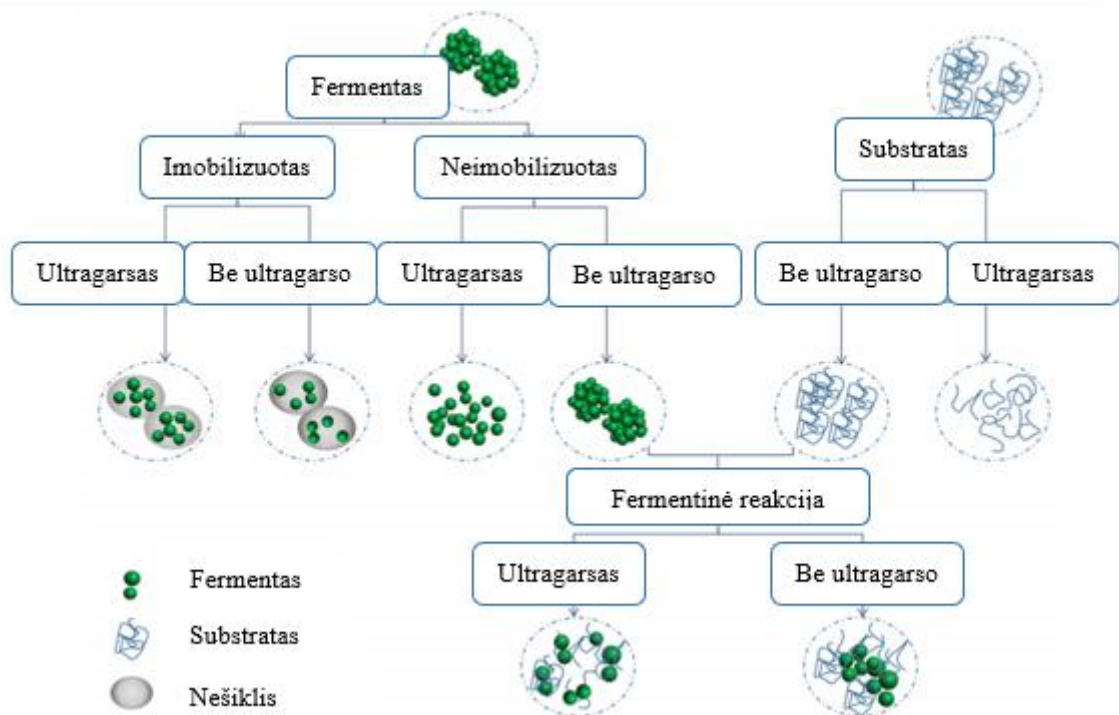 Fermentas
Substratas
Imobilizuotas
Neimobilizuotas
Ultragarsas
Be ultragarso
Ultragarsas
Be ultragarso
Be ultragarso
Ultragarsas
Fermentinė reakcija
Ultragarsas
Be ultragarso
Fermentas
Substratas
Nešiklis